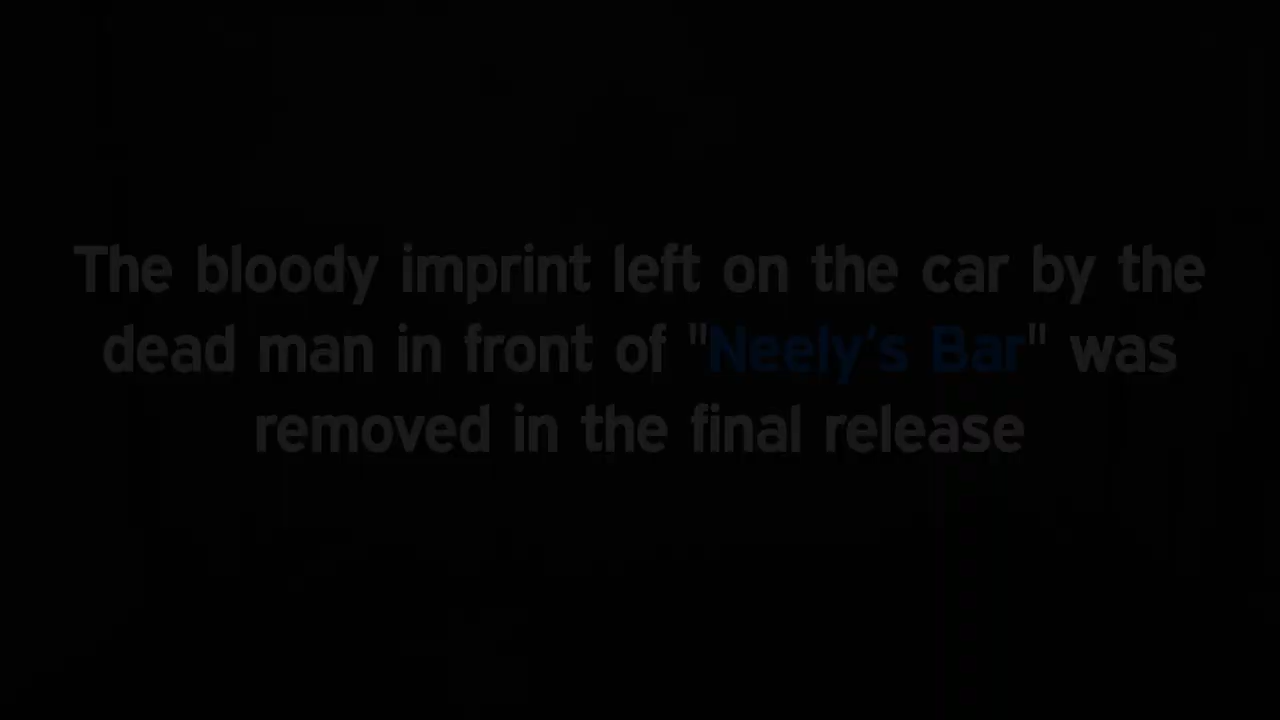 The bloody imprint left on the car by the
dead man in front of "Neely's Bar" was
removed in the final release